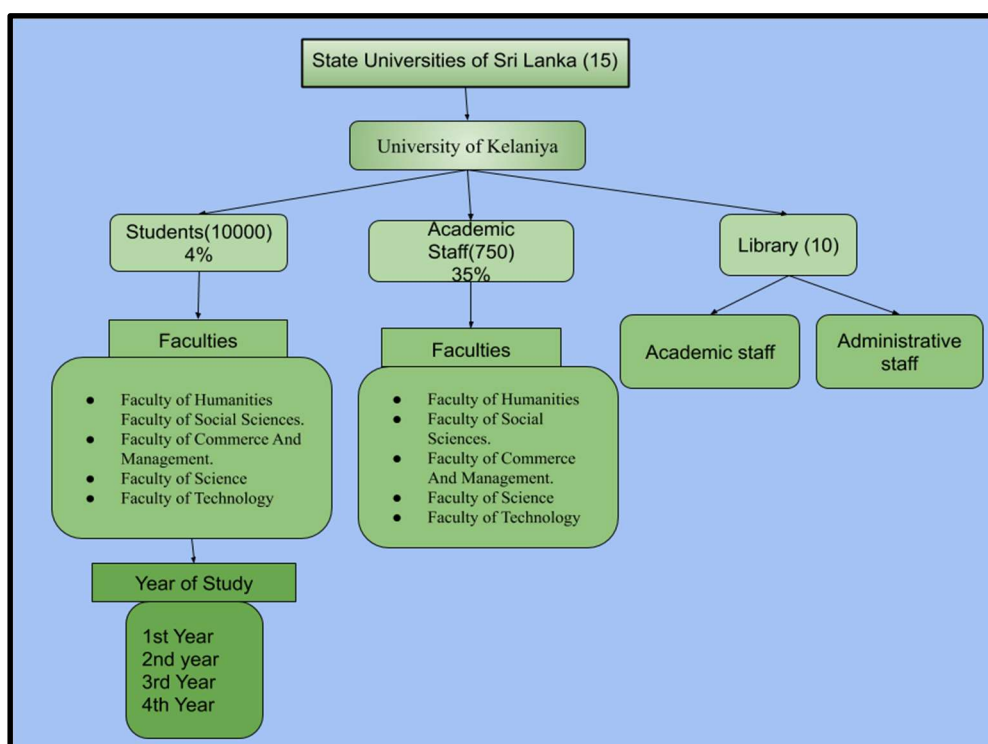 State Universities of Sri Lanka (15)
University of Kelaniya
Students(10000)
4%
Academic
Staff(750)
35%
Library (10)
Faculties
● Faculty of Humanities
Faculty of Social Sciences.
● Faculty of Commerce And
Management.
● Faculty of Science
● Faculty of Technology
Faculties
● Faculty of Humanities
● Faculty of Social
Sciences.
● Faculty of Commerce
And Management.
● Faculty of Science
● Faculty of Technology
Academic staff
Administrative
staff
Year of Study
1st Year
2nd year
3rd Year
4th Year